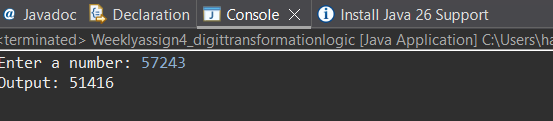 @ Javadoc Declaration Console Install Java 26 Support
<terminated> Weeklyassign4_digittransformationlogic [Java Application] C:\Users\ha
Enter a number: 57243
Output: 51416